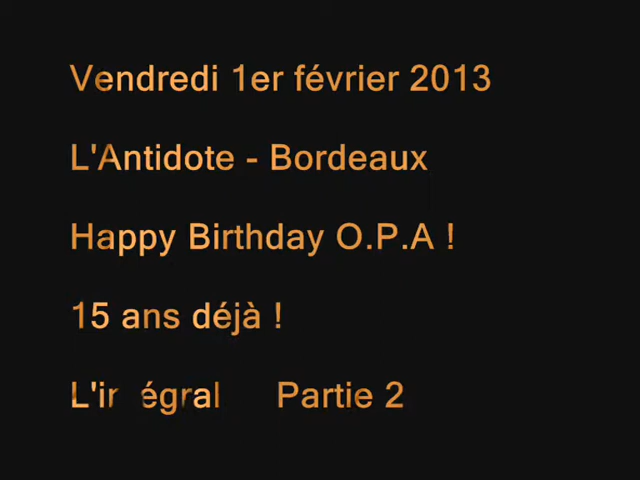 Vendredi 1er février 2013
L'Antidote - Bordeaux
Happy Birthday O.P.A !
15 ans déjà !
Partie 2